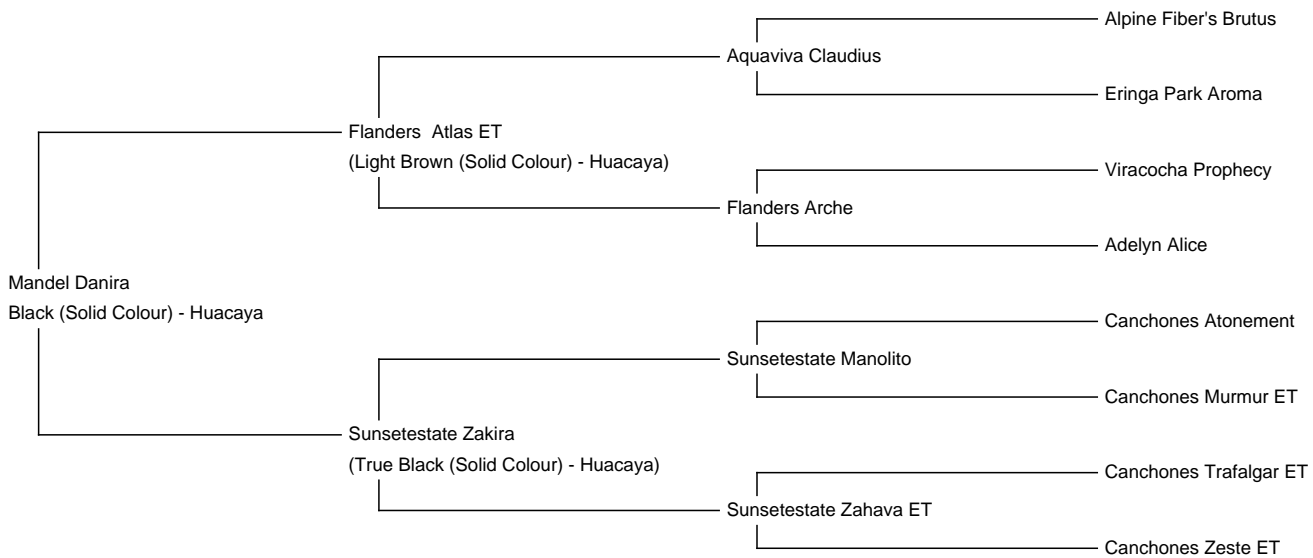 Alpine Fiber's Brutus
Aquaviva Claudius
Eringa Park Aroma
Flanders  Atlas ET
(Light Brown (Solid Colour) - Huacaya)
Viracocha Prophecy
Flanders Arche
Adelyn Alice
Mandel Danira
Black (Solid Colour) - Huacaya
Canchones Atonement
Sunsetestate Manolito
Canchones Murmur ET
Sunsetestate Zakira
(True Black (Solid Colour) - Huacaya)
Canchones Trafalgar ET
Sunsetestate Zahava ET
Canchones Zeste ET